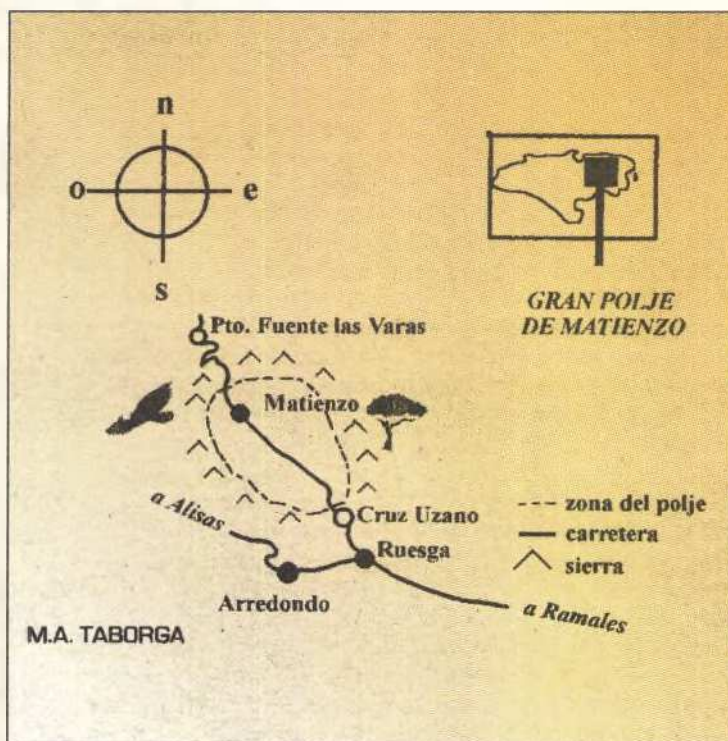 n
o e
s
GRAN POLJE
DE MATIENZO
Pto. Fuente las Varas
Matienzo
a Alisas
Cruz Uzano
Ruesga
Arredondo
a Ramales
zona del polje
carretera
sierra
M.A. TABORGA